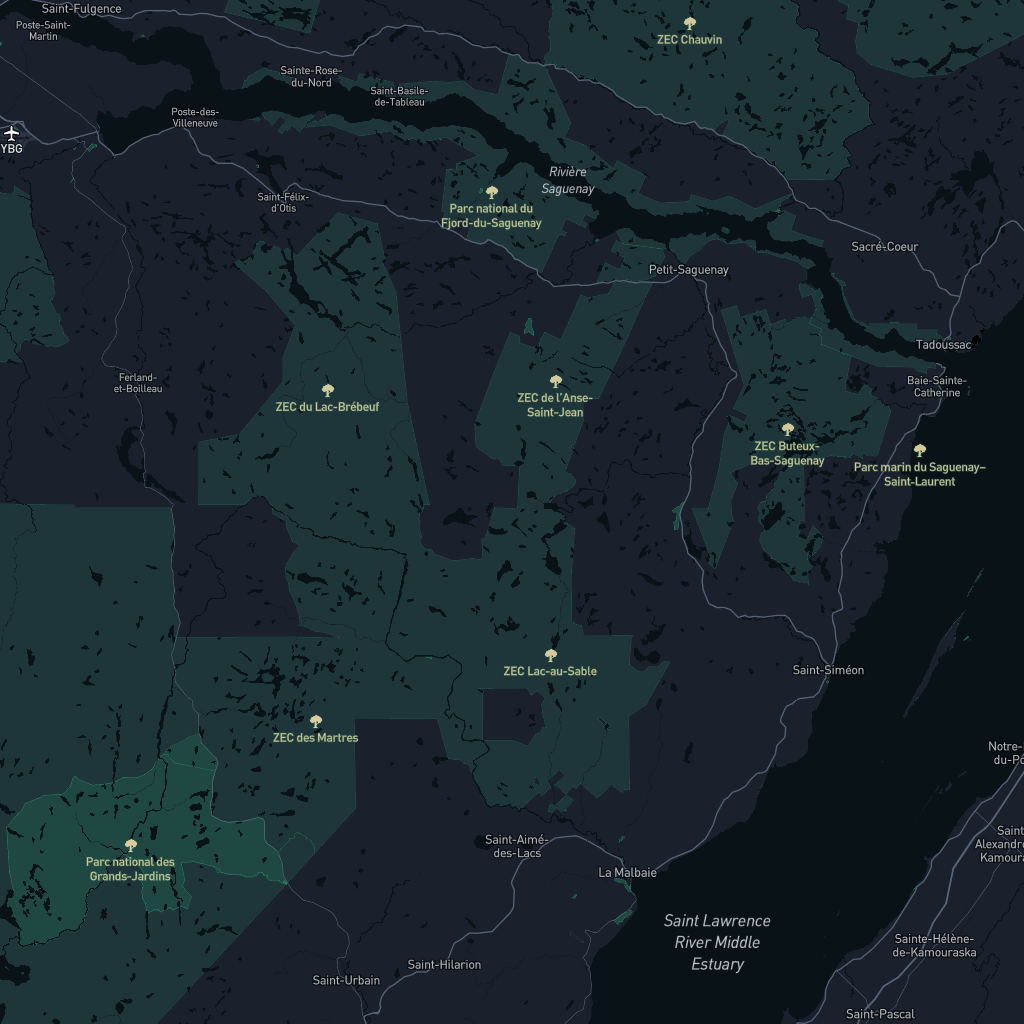 Saint-Fulgence
Poste-Saint-
Martin
ZEC Chauvin
Sainte-Rose-
du-Nord
Saint-Basile-
de-Tableau
Poste-des-
Villeneuve
YBG
Rivière
Saguenay
Saint-Félix-
d'Otis
Parc national du
Fjord-du-Saguenay
Sacré-Coeur
Petit-Saguenay
Tadoussac
Ferland-
et-Boilleau
Baie-Sainte-
Catherine
ZEC du Lac-Brébeuf
ZEC de l'Anse-
Saint-Jean
ZEC Buteux-
Bas-Saguenay
Parc marin du Saguenay–
Saint-Laurent
ZEC Lac-au-Sable
Saint-Siméon
ZEC des Martres
Notre-
du-Po
Saint-Aimé-
des-Lacs
Saint
Alexandre
Kamoura
Parc national des
Grands-Jardins
La Malbaie
Saint Lawrence
River Middle
Estuary
Sainte-Hélène-
de-Kamouraska
Saint-Hilarion
Saint-Urbain
Saint-Pascal